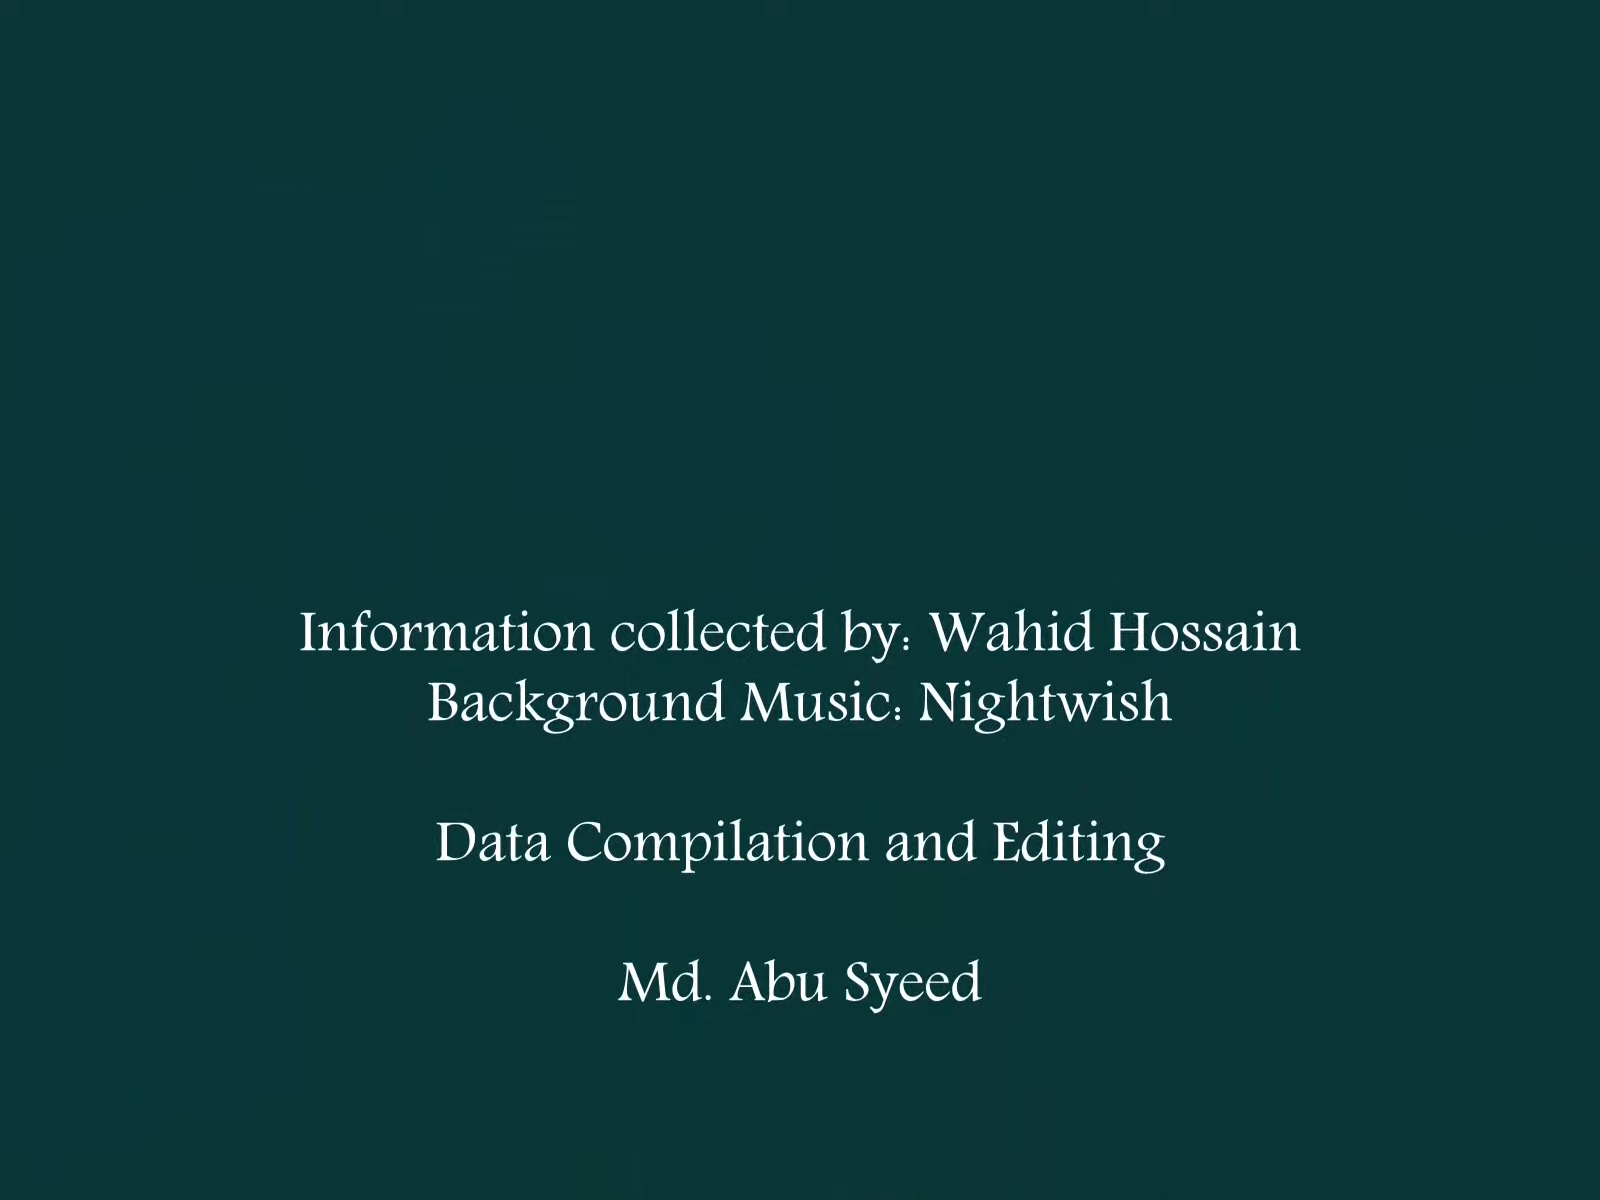 Information collected by: Wahid Hossain
Background Music: Nightwish
Data Compilation and Editing
Md. Abu Syeed